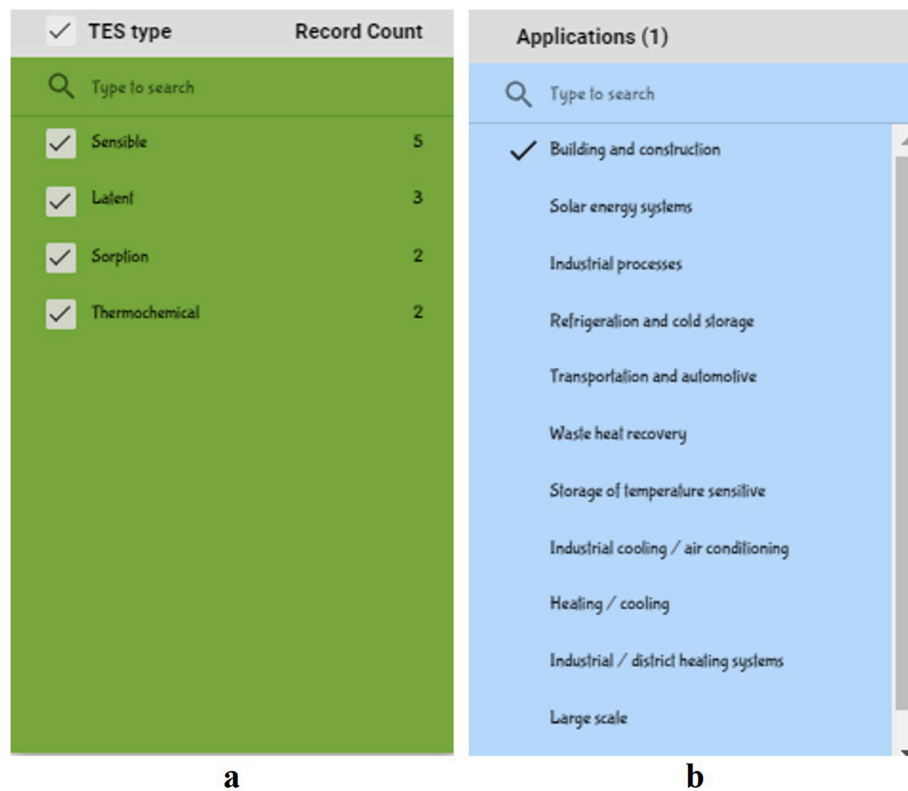 TES type Record Count
Type to search
Sensible 5
Latent 3
Sorption 2
Thermochemical 2
a
Applications (1)
Type to search
Building and construction
Solar energy systems
Industrial processes
Refrigeration and cold storage
Transportation and automotive
Waste heat recovery
Storage of temperature sensitive
Industrial cooling / air conditioning
Heating / cooling
Industrial / district heating systems
Large scale
b